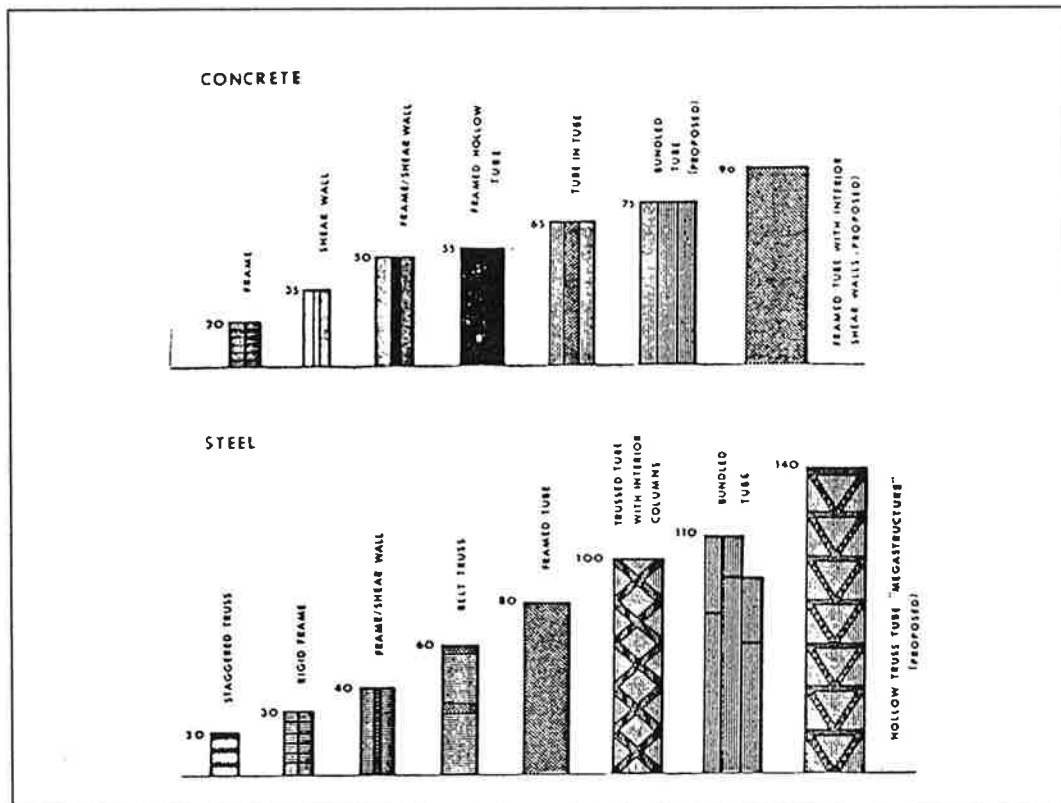 CONCRETE
FRAME
20
SHEAR WALL
35
FRAME/SHEAR WALL
50
FRAMED HOLLOW
TUBE
55
TUBE IN TUBE
65
BUNDLED
TUBE
(PROPOSED)
75
90
FRAMED TUBE WITH INTERIOR
SHEAR WALLS (PROPOSED)
STEEL
STAGGERED TRUSS
20
RIGID FRAME
30
FRAME/SHEAR WALL
40
BELT TRUSS
60
FRAMED TUBE
80
TRUSSED TUBE
WITH INTERIOR
COLUMNS
100
BUNDLED
TUBE
110
140
HOLLOW TRUSS TUBE "MEGASTRUCTURE"
(PROPOSED)